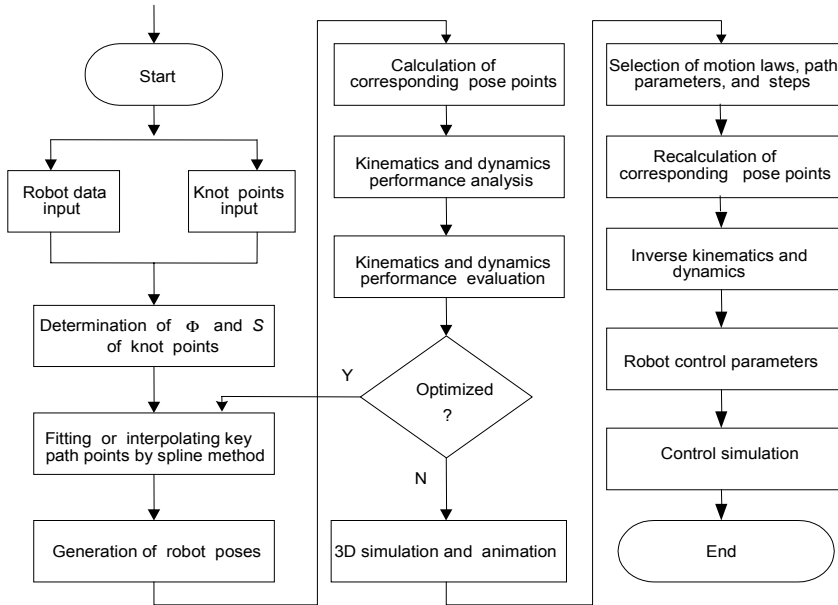 Start
Robot data
input
Knot points
input
Determination of Φ and S
of knot points
Fitting or interpolating key
path points by spline method
Generation of robot poses
Calculation of
corresponding pose points
Kinematics and dynamics
performance analysis
Kinematics and dynamics
performance evaluation
Optimized
?
Y
N
3D simulation and animation
Selection of motion laws, path
parameters, and steps
Recalculation of
corresponding pose points
Inverse kinematics and
dynamics
Robot control parameters
Control simulation
End